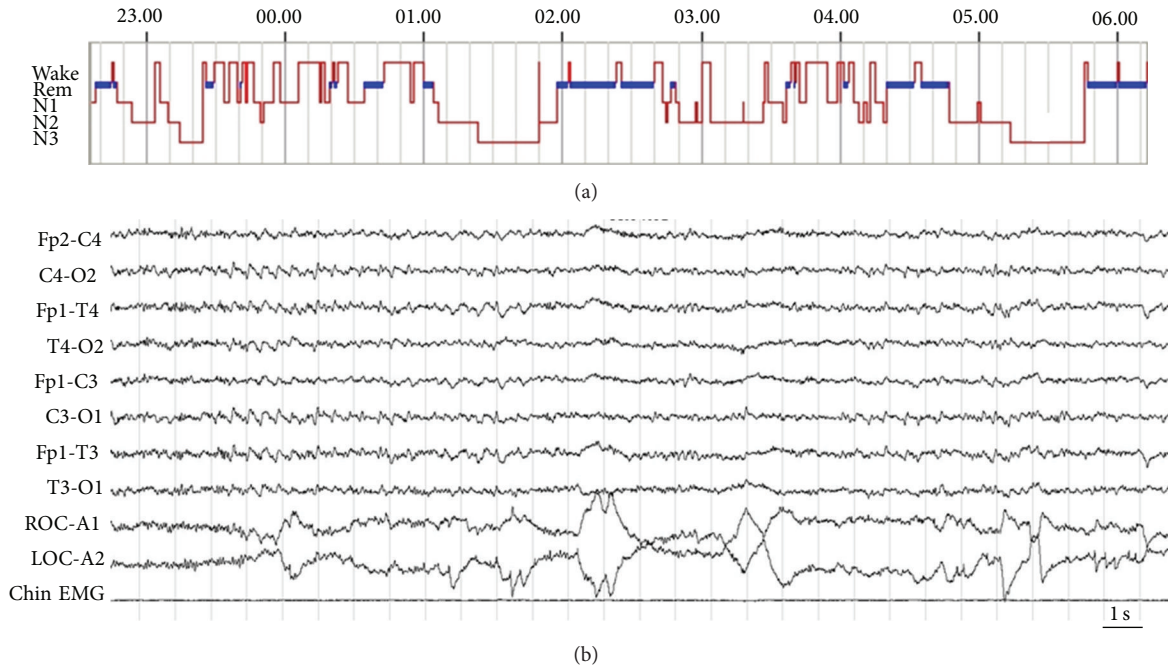 23.00 00.00 01.00 02.00 03.00 04.00 05.00 06.00
Wake
Rem
N1
N2
N3
(a)
Fp2-C4
C4-O2
Fp1-T4
T4-O2
Fp1-C3
C3-O1
Fp1-T3
T3-O1
ROC-A1
LOC-A2
Chin EMG
1 s
(b)